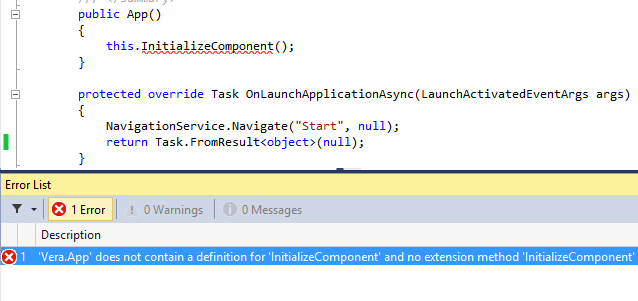 /// </summary>
public App()
{
this.InitializeComponent();
}
protected override Task OnLaunchApplicationAsync(LaunchActivatedEventArgs args)
{
NavigationService.Navigate("Start", null);
return Task.FromResult<object>(null);
}
Error List
1 Error 0 Warnings 0 Messages
Description
1 'Vera.App' does not contain a definition for 'InitializeComponent' and no extension method 'InitializeComponent'